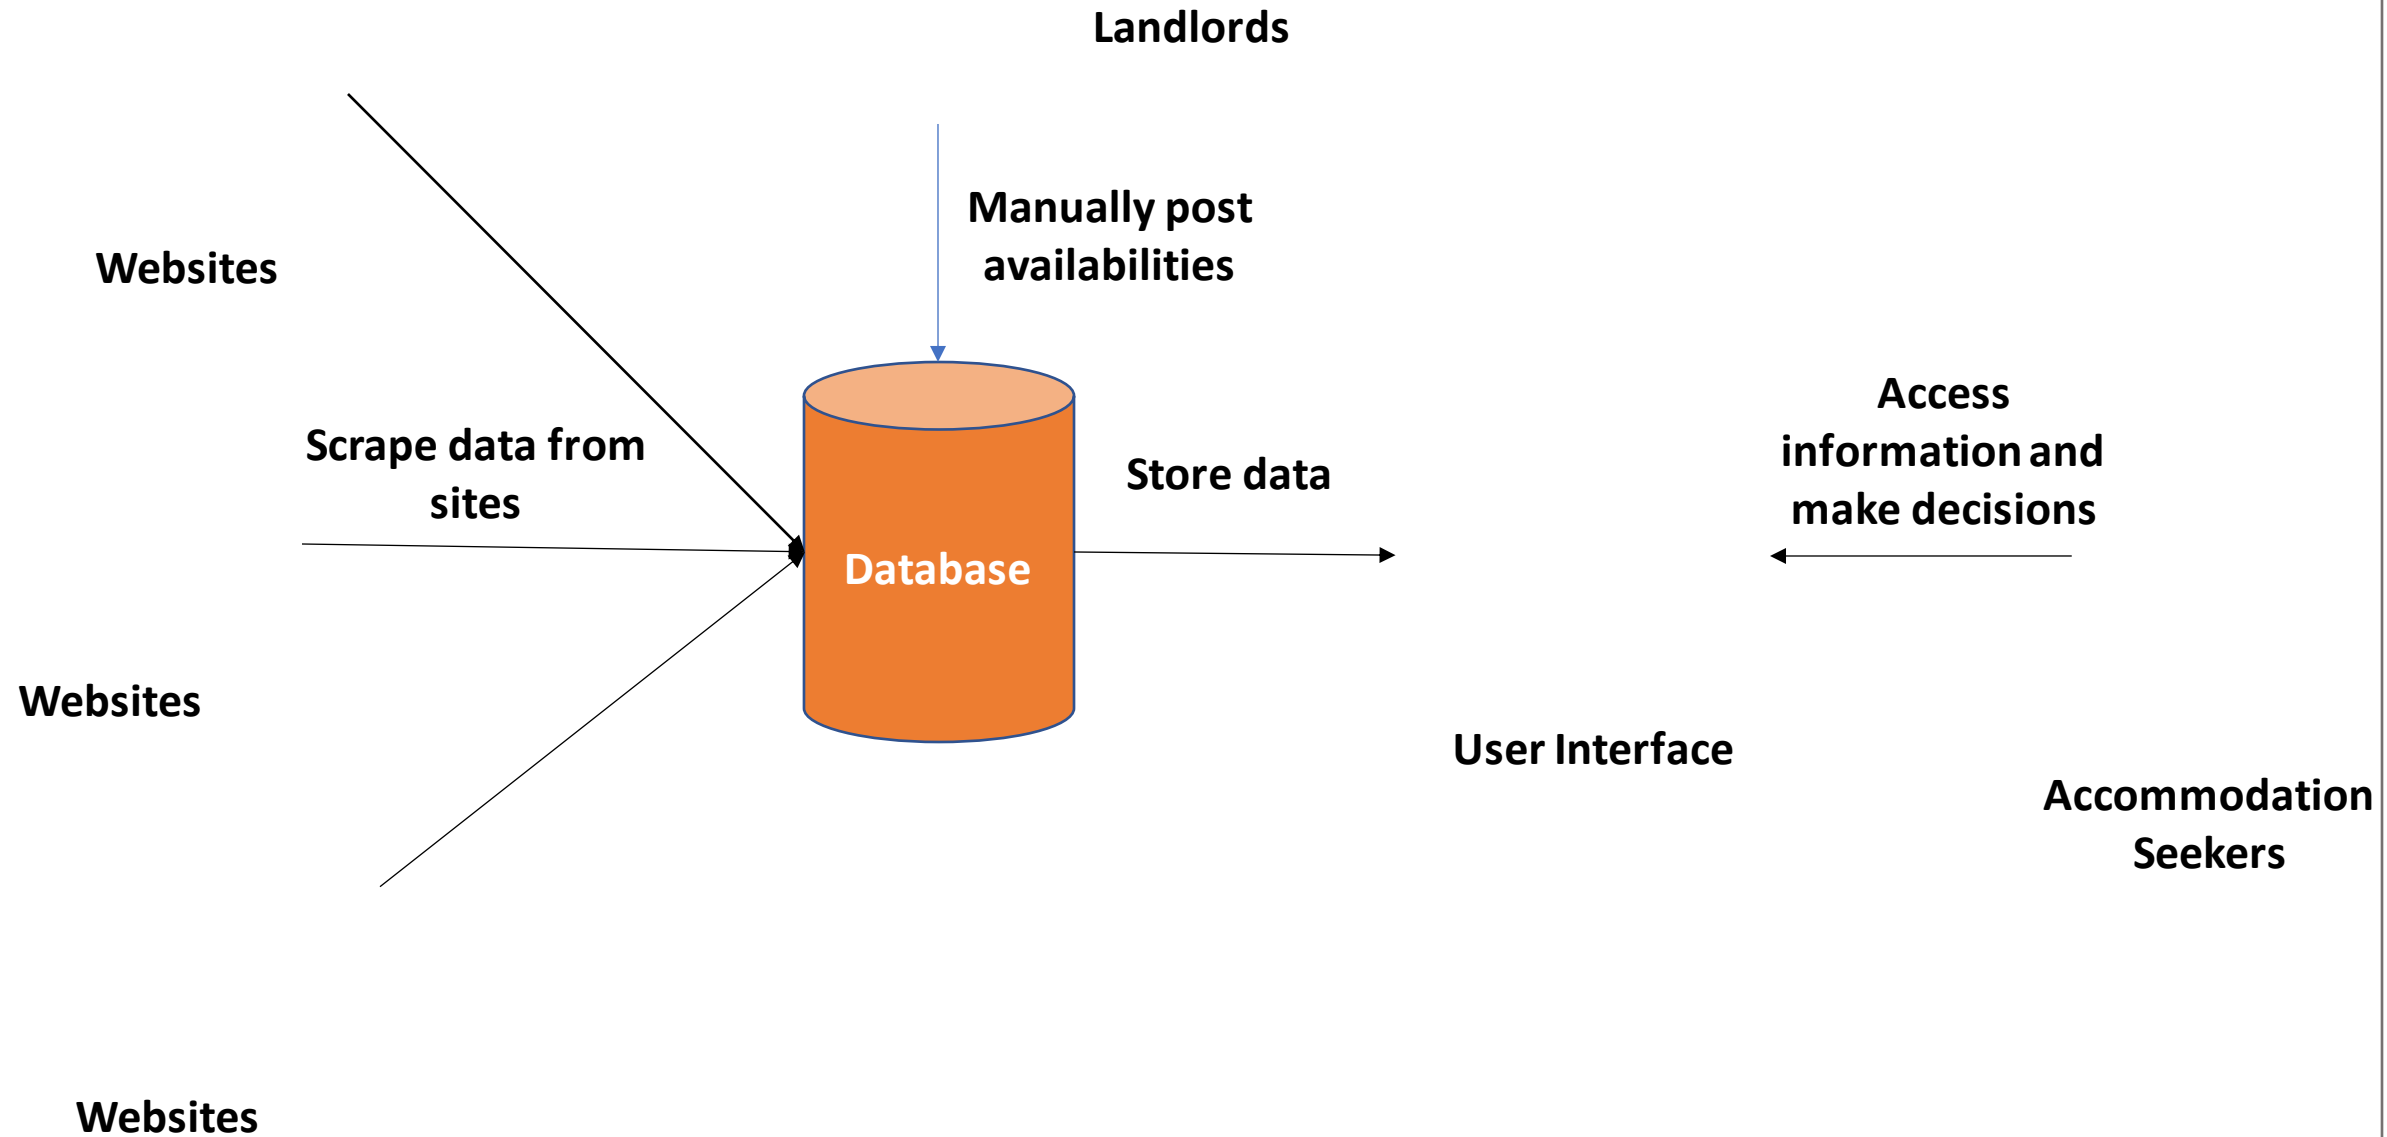 Landlords
Manually post
availabilities
Websites
Scrape data from
sites
Database
Store data
Access
information and
make decisions
Websites
User Interface
Accommodation
Seekers
Websites